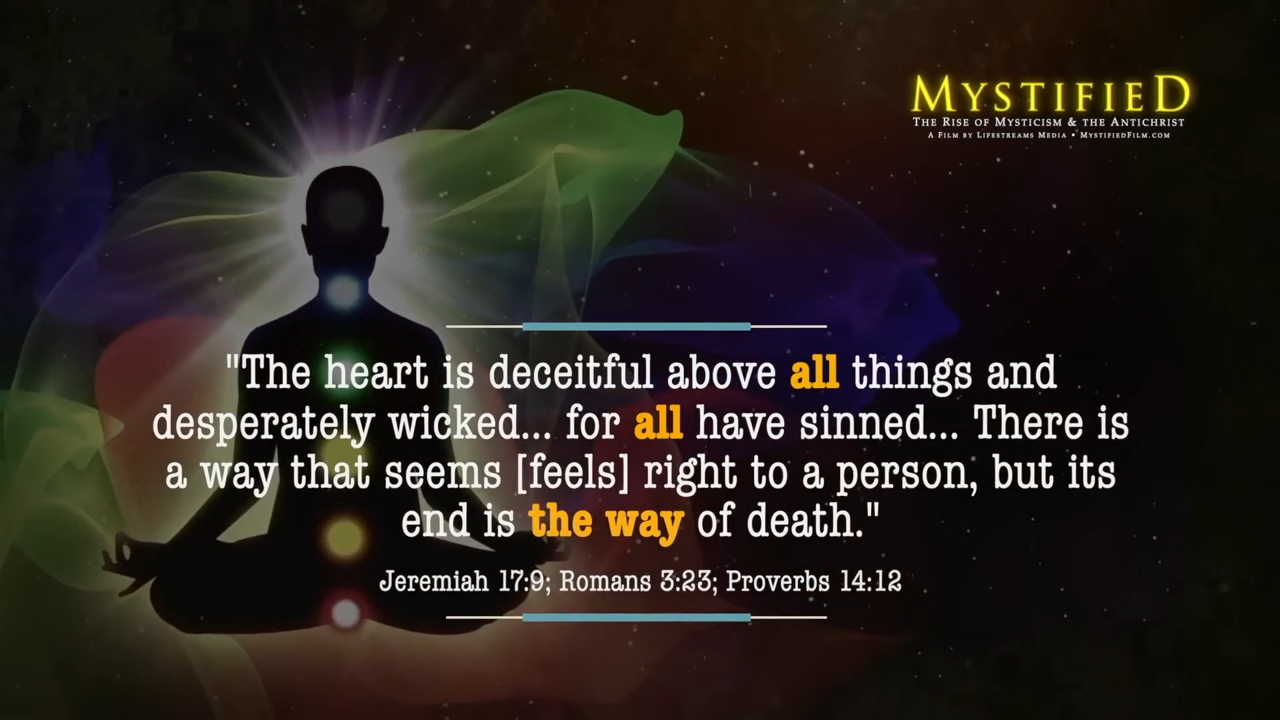 MYSTIFIED
THE RISE OF MYSTICISM & THE ANTICHRIST
A FILM BY LIFESTREAMS MEDIA • MYSTIFIEDFILM.COM
"The heart is deceitful above all things and
desperately wicked... for all have sinned... There is
a way that seems [feels] right to a person, but its
end is the way of death."
Jeremiah 17:9; Romans 3:23; Proverbs 14:12